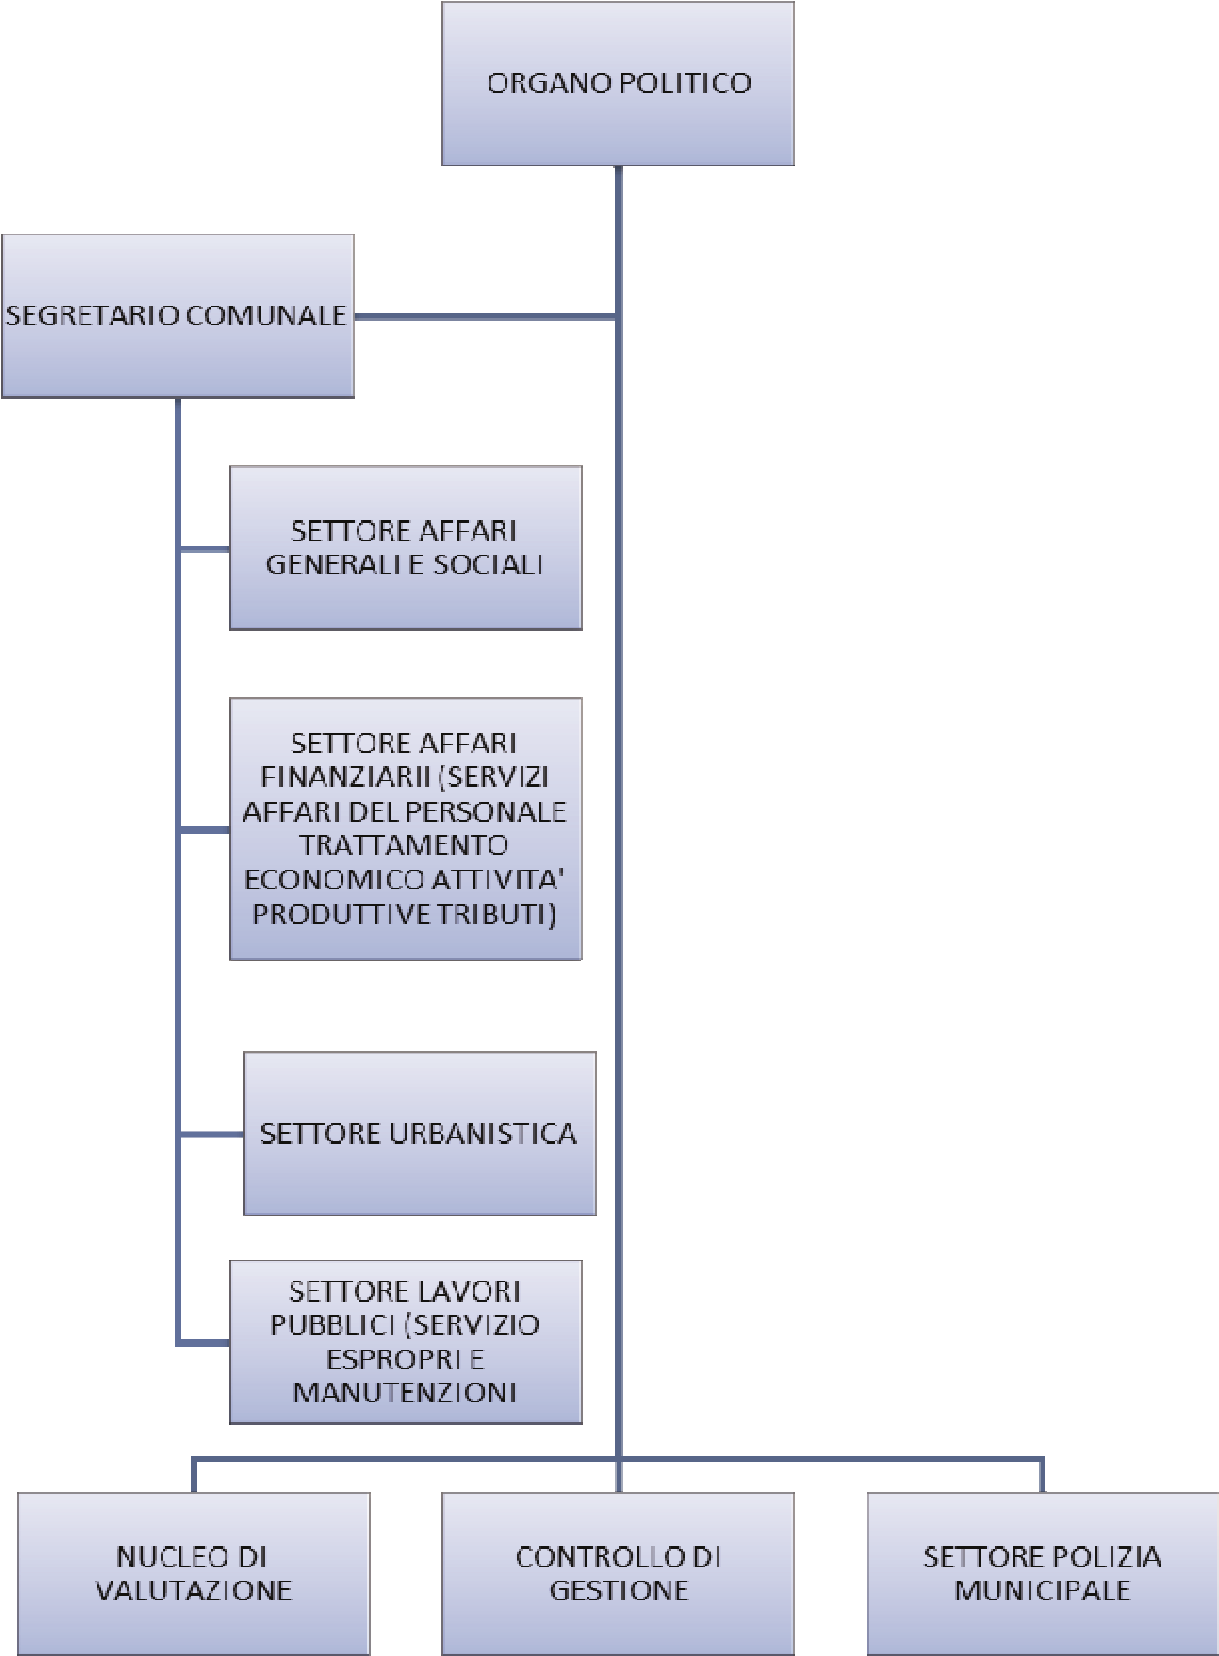 ORGANO POLITICO
SEGRETARIO COMUNALE
SETTORE AFFARI
GENERALI E SOCIALI
SETTORE AFFARI
FINANZIARII (SERVIZI
AFFARI DEL PERSONALE
TRATTAMENTO
ECONOMICO ATTIVITA'
PRODUTTIVE TRIBUTI)
SETTORE URBANISTICA
SETTORE LAVORI
PUBBLICI (SERVIZIO
ESPROPRI E
MANUTENZIONI
NUCLEO DI
VALUTAZIONE
CONTROLLO DI
GESTIONE
SETTORE POLIZIA
MUNICIPALE